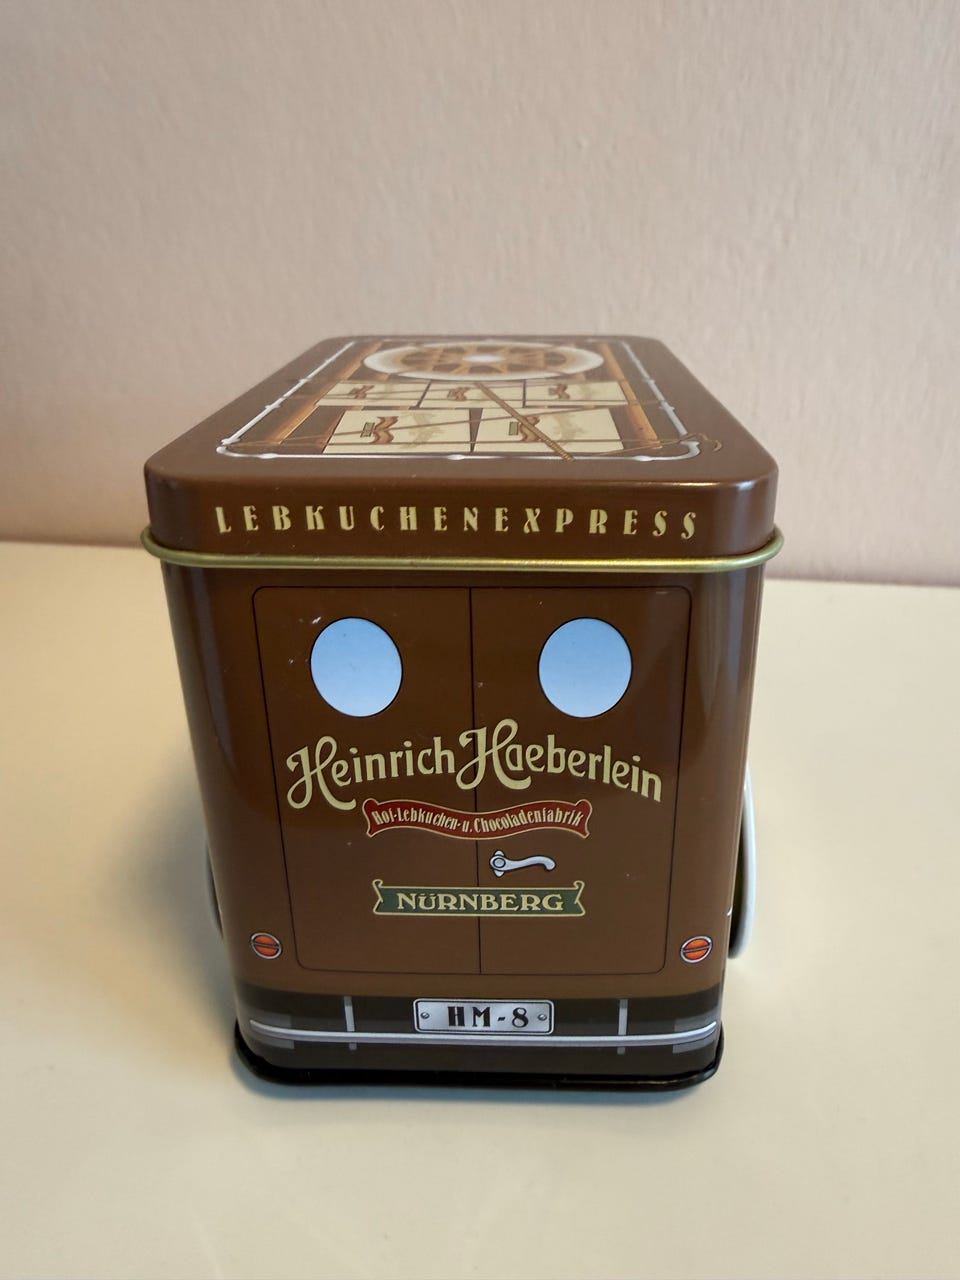 LEBKUCHENEXPRESS
Heinrich Haeberlein
Hof-Lebkuchen- u. Chocoladenfabrik
NÜRNBERG
HM-8